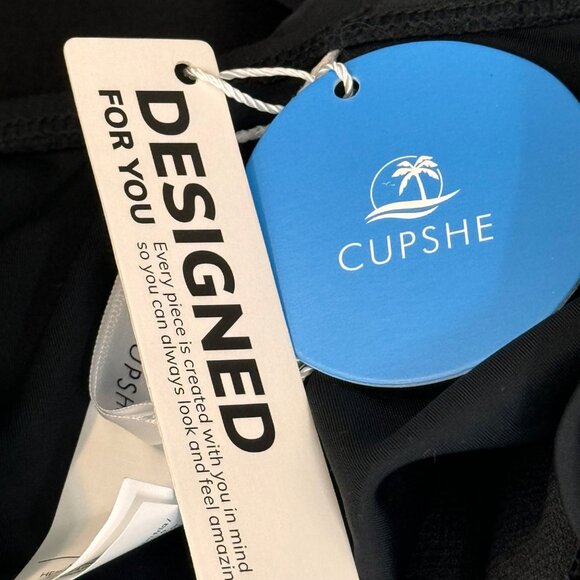 DESIGNED
FOR YOU
Every piece is created with you in mind
so you can always look and feel amazing
CUPSHE